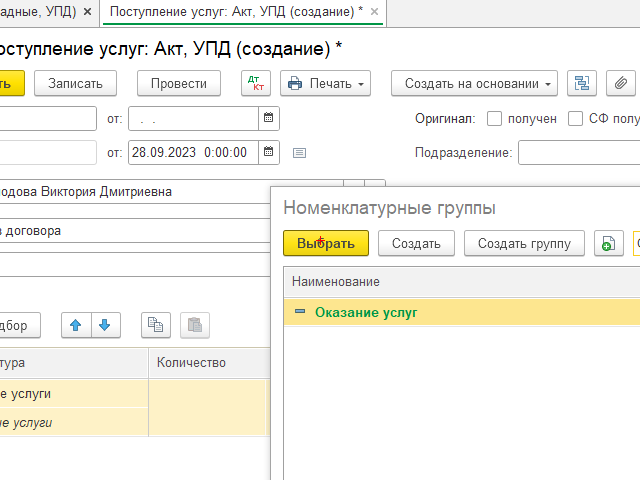 адные, УПД) × Поступление услуг: Акт, УПД (создание) * ×
оступление услуг: Акт, УПД (создание) *
ть Записать Провести Дт Кт Печать Создать на основании
от: . . Оригинал: получен СФ полу
от: 28.09.2023 0:00:00 Подразделение:
одова Виктория Дмитриевна
Номенклатурные группы
з договора
Выбрать Создать Создать группу
Наименование
Оказание услуг
дбор
тура Количество
е услуги
ые услуги